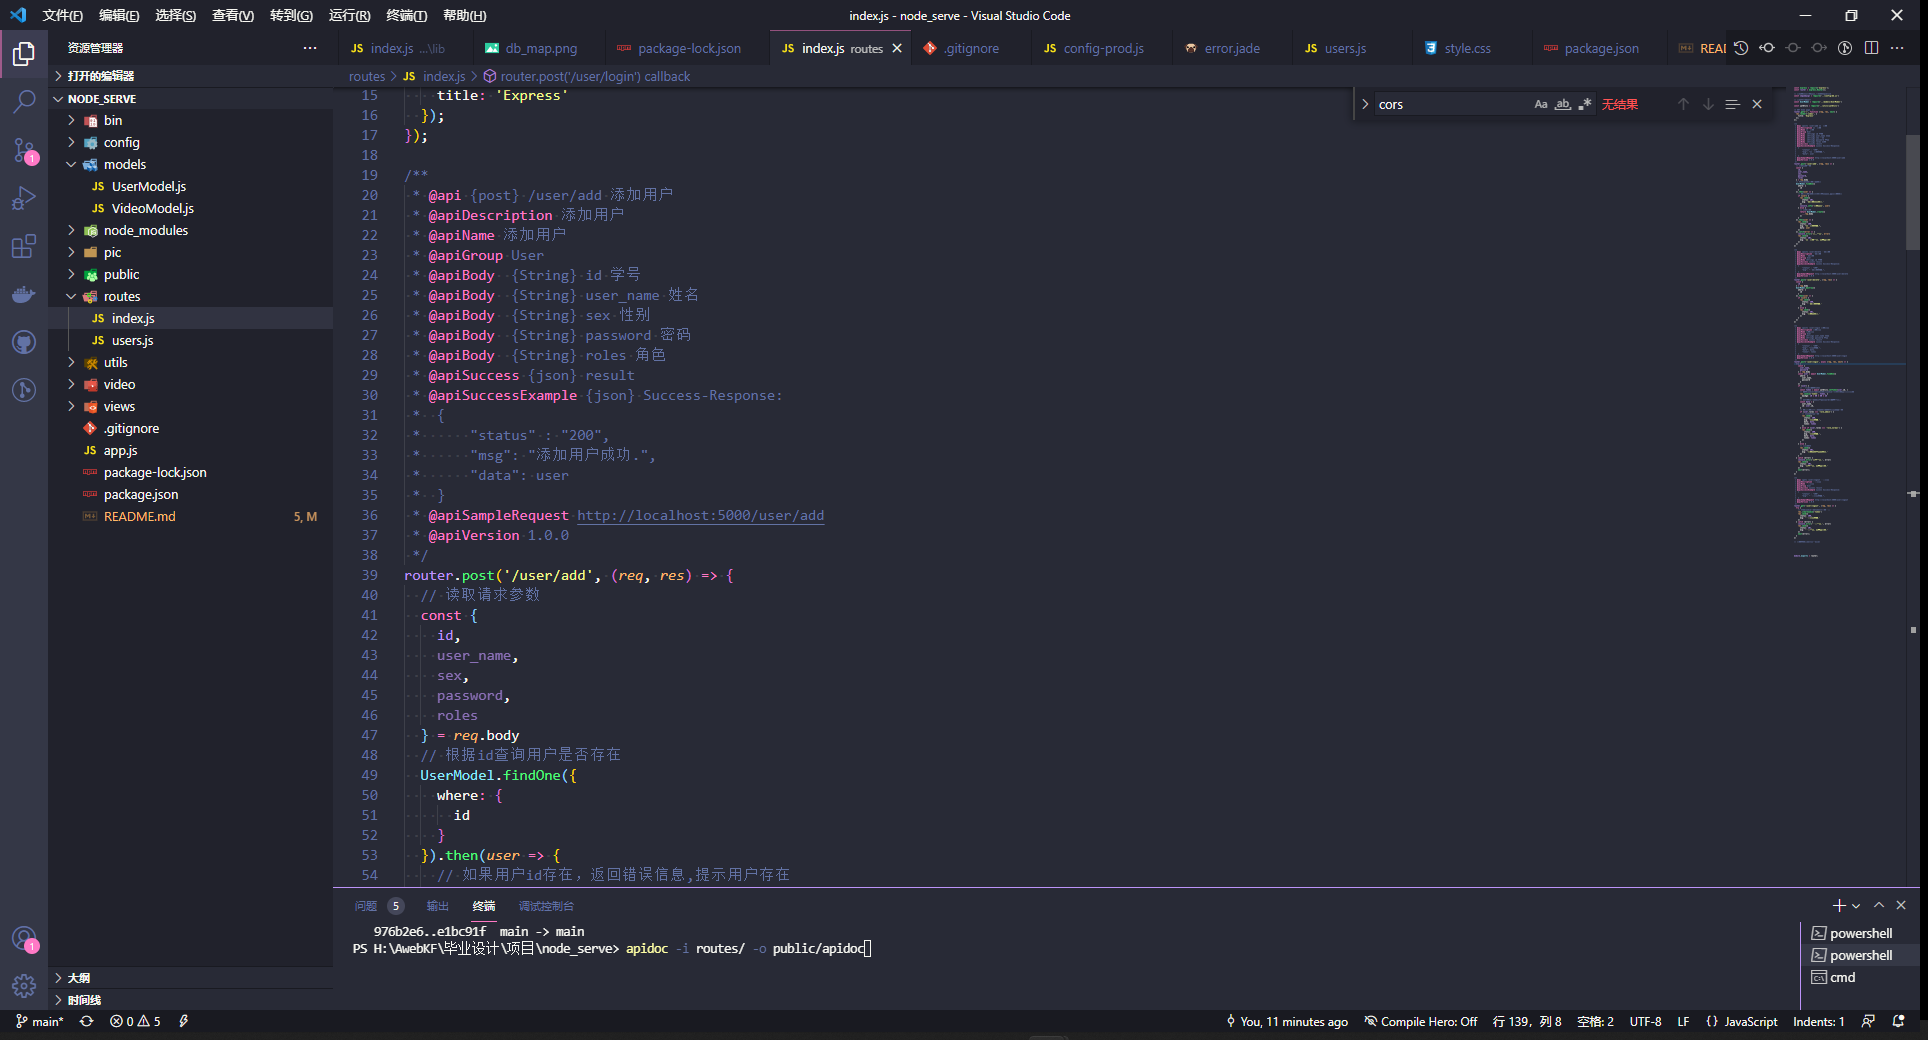 文件(F) 编辑(E) 选择(S) 查看(V) 转到(G) 运行(R) 终端(T) 帮助(H) index.js - node_serve - Visual Studio Code
资源管理器
JS index.js ...\lib db_map.png package-lock.json JS index.js routes .gitignore JS config-prod.js error.jade JS users.js style.css package.json READ
打开的编辑器
routes > JS index.js > router.post('/user/login') callback
NODE_SERVE
bin
config
models
JS UserModel.js
JS VideoModel.js
node_modules
pic
public
routes
JS index.js
JS users.js
utils
video
views
.gitignore
JS app.js
package-lock.json
package.json
README.md 5, M
大纲
时间线
cors Aa ab 无结果
15 title: 'Express'
16 });
17 });
18
19 /**
20 * @api {post} /user/add 添加用户
21 * @apiDescription 添加用户
22 * @apiName 添加用户
23 * @apiGroup User
24 * @apiBody {String} id 学号
25 * @apiBody {String} user_name 姓名
26 * @apiBody {String} sex 性别
27 * @apiBody {String} password 密码
28 * @apiBody {String} roles 角色
29 * @apiSuccess {json} result
30 * @apiSuccessExample {json} Success-Response:
31 * {
32 * "status" : "200",
33 * "msg": "添加用户成功.",
34 * "data": user
35 * }
36 * @apiSampleRequest http://localhost:5000/user/add
37 * @apiVersion 1.0.0
38 */
39 router.post('/user/add', (req, res) => {
40 // 读取请求参数
41 const {
42 id,
43 user_name,
44 sex,
45 password,
46 roles
47 } = req.body
48 // 根据id查询用户是否存在
49 UserModel.findOne({
50 where: {
51 id
52 }
53 }).then(user => {
54 // 如果用户id存在，返回错误信息,提示用户存在
问题 5 输出 终端 调试控制台
976b2e6..e1bc91f main -> main
PS H:\AwebKF\毕业设计\项目\node_serve> apidoc -i routes/ -o public/apidoc
powershell
powershell
cmd
main* 0 5 You, 11 minutes ago Compile Hero: Off 行 139，列 8 空格: 2 UTF-8 LF {} JavaScript Indents: 1